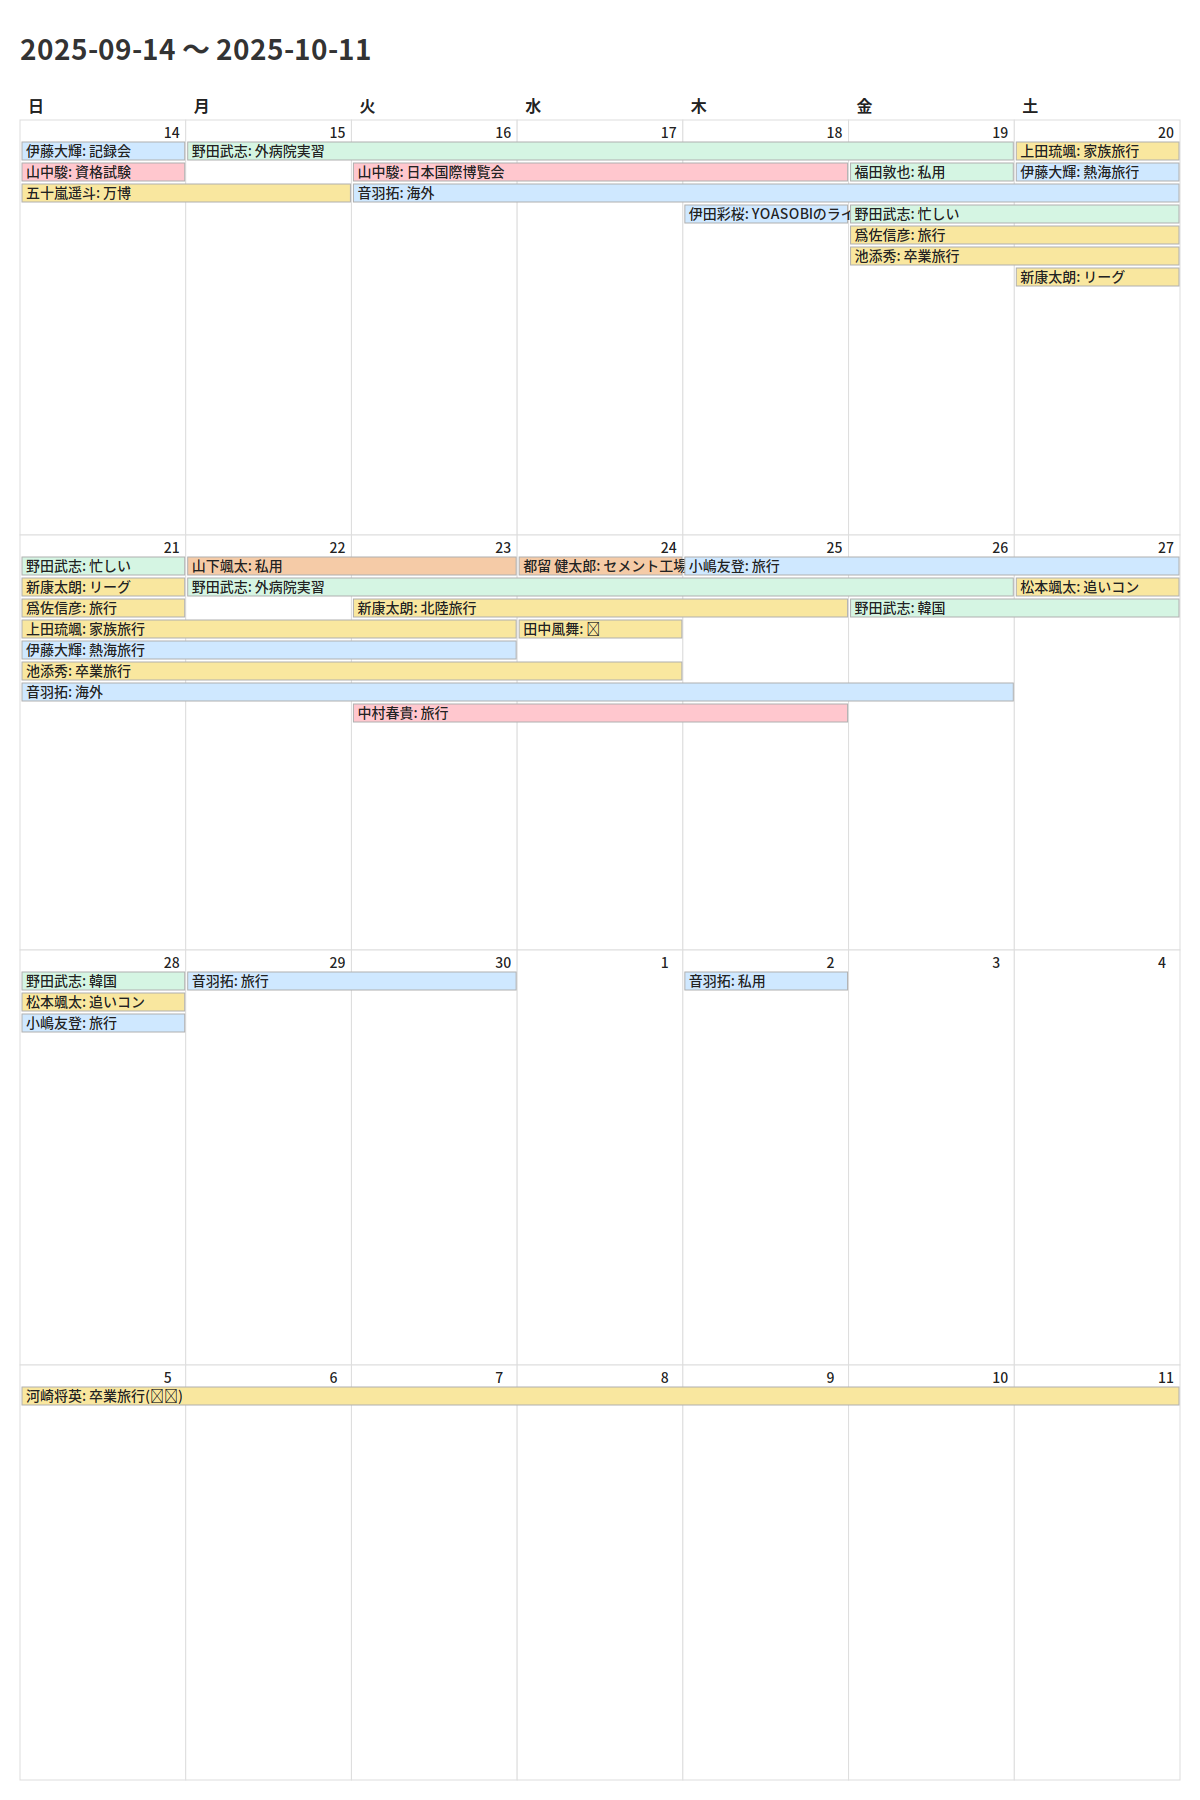 2025-09-14 〜 2025-10-11
日 月 火 水 木 金 土
14 15 16 17 18 19 20
伊藤大輝: 記録会 野田武志: 外病院実習 上田琉颯: 家族旅行
山中駿: 資格試験 山中駿: 日本国際博覧会 福田敦也: 私用 伊藤大輝: 熱海旅行
五十嵐遥斗: 万博 音羽拓: 海外
伊田彩桜: YOASOBIのライ 野田武志: 忙しい
爲佐信彦: 旅行
池添秀: 卒業旅行
新康太朗: リーグ
21 22 23 24 25 26 27
野田武志: 忙しい 山下颯太: 私用 都留 健太郎: セメント工場 小嶋友登: 旅行
新康太朗: リーグ 野田武志: 外病院実習 松本颯太: 追いコン
爲佐信彦: 旅行 新康太朗: 北陸旅行 野田武志: 韓国
上田琉颯: 家族旅行 田中風舞:
伊藤大輝: 熱海旅行
池添秀: 卒業旅行
音羽拓: 海外
中村春貴: 旅行
28 29 30 1 2 3 4
野田武志: 韓国 音羽拓: 旅行 音羽拓: 私用
松本颯太: 追いコン
小嶋友登: 旅行
5 6 7 8 9 10 11
河崎将英: 卒業旅行()